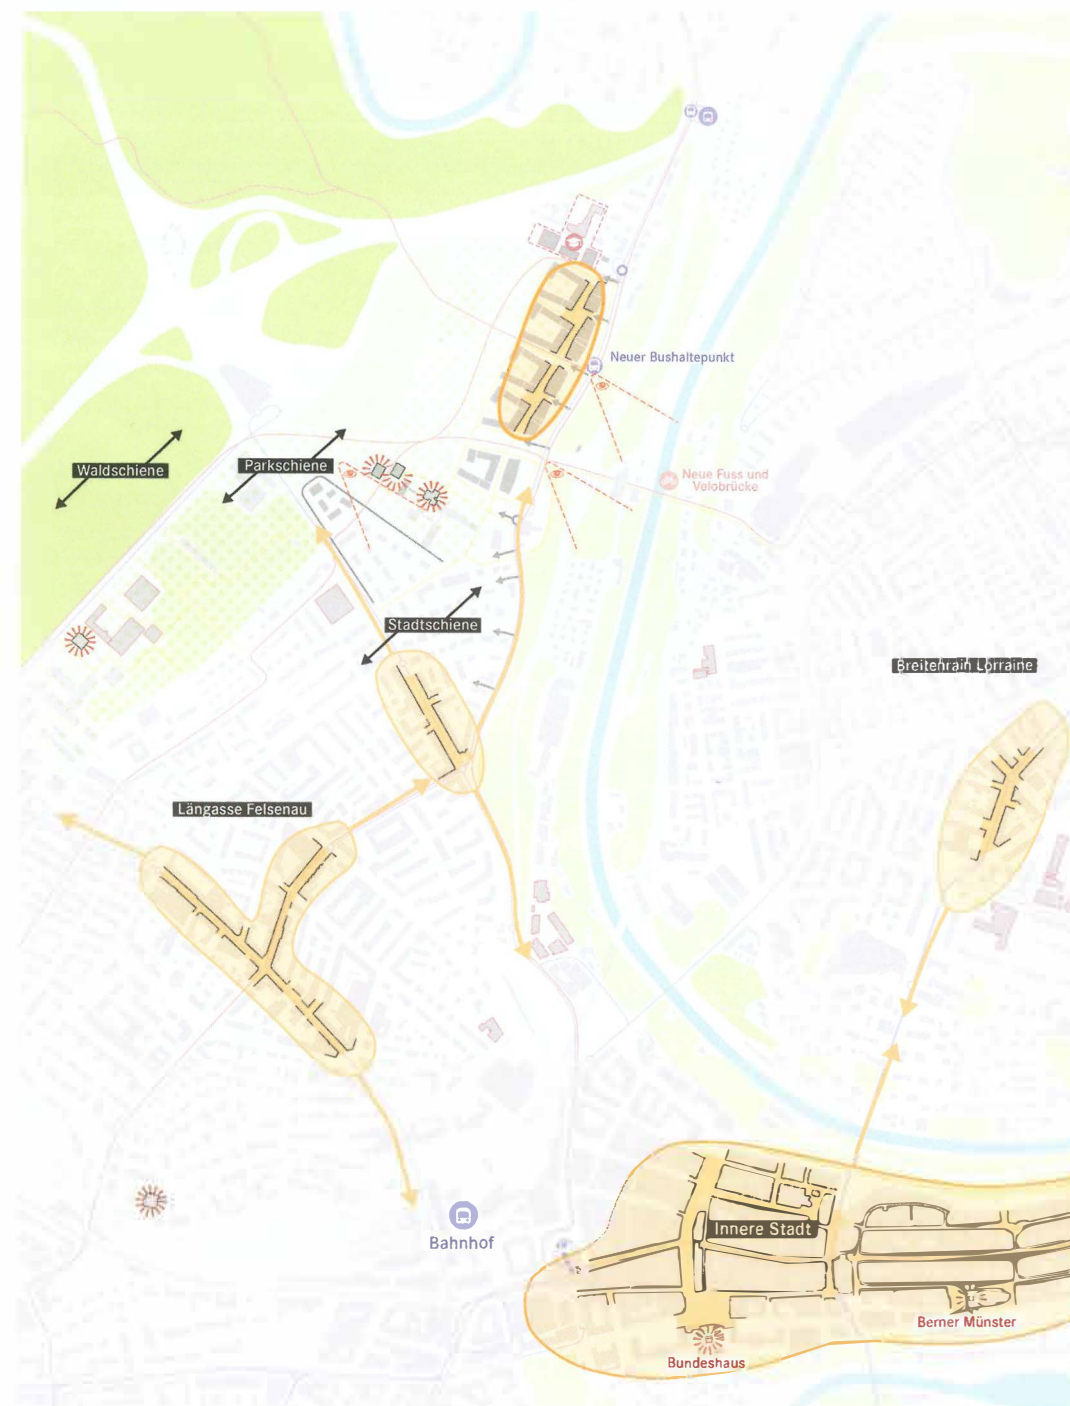 Neuer Bushaltepunkt
Waldschiene
Parkschiene
Neue Fuss und
Velobrücke
Stadtschiene
Breitenrain Lorraine
Längasse Felsenau
Bahnhof
Innere Stadt
Berner Münster
Bundeshaus